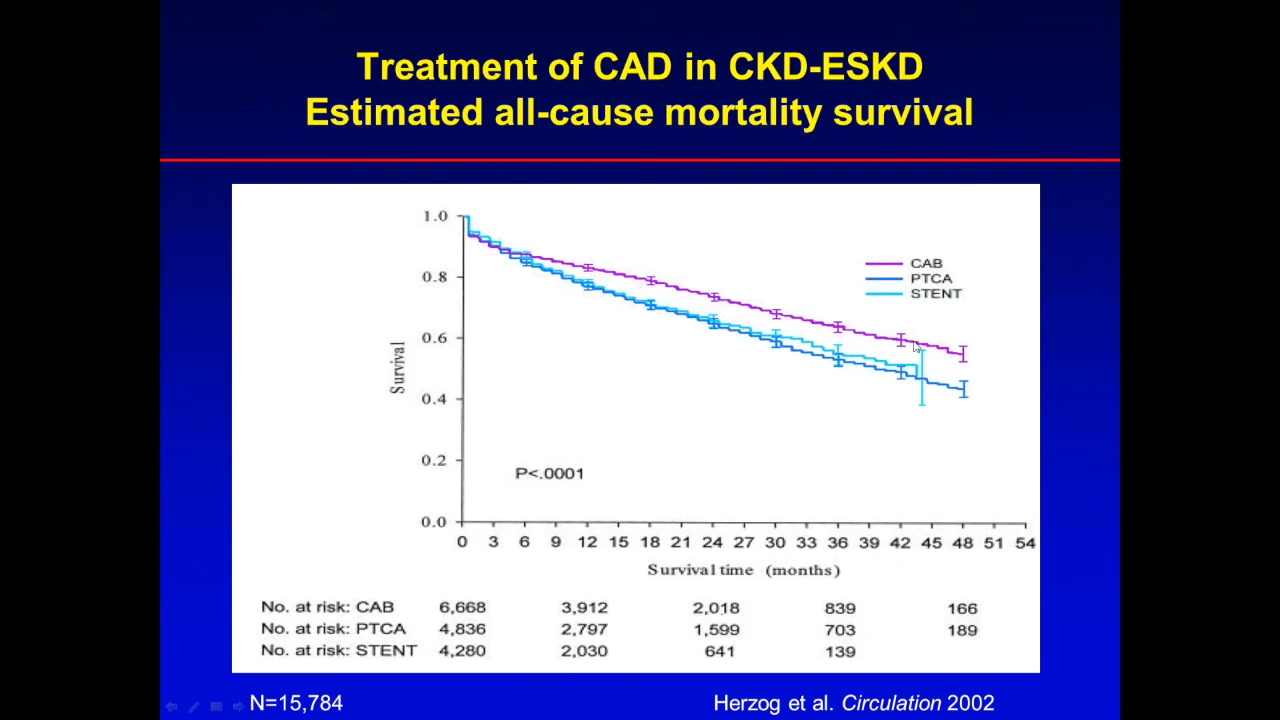 Treatment of CAD in CKD-ESKD
Estimated all-cause mortality survival
1.0
0.8
0.6
0.4
0.2
0.0
Survival
CAB
PTCA
STENT
P<.0001
0 3 6 9 12 15 18 21 24 27 30 33 36 39 42 45 48 51 54
Survival time (months)
No. at risk: CAB 6,668 3,912 2,018 839 166
No. at risk: PTCA 4,836 2,797 1,599 703 189
No. at risk: STENT 4,280 2,030 641 139
N=15,784 Herzog et al. Circulation 2002